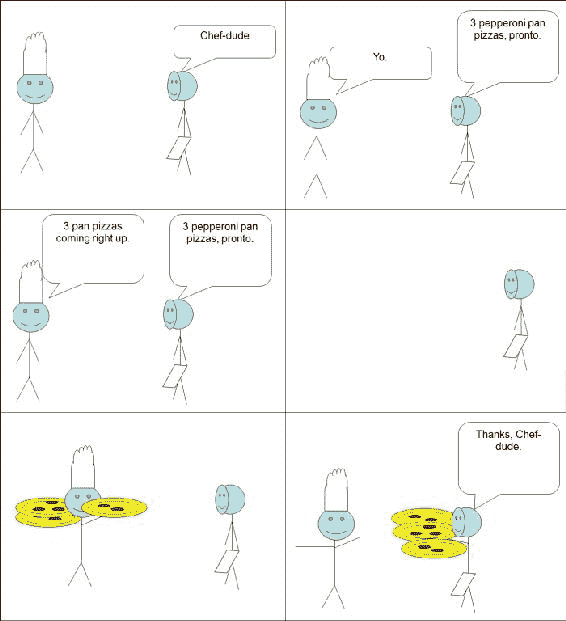 Chef-dude
Yo.
3 pepperoni pan
pizzas, pronto.
3 pan pizzas
coming right up.
3 pepperoni pan
pizzas, pronto.
Thanks, Chef-
dude.